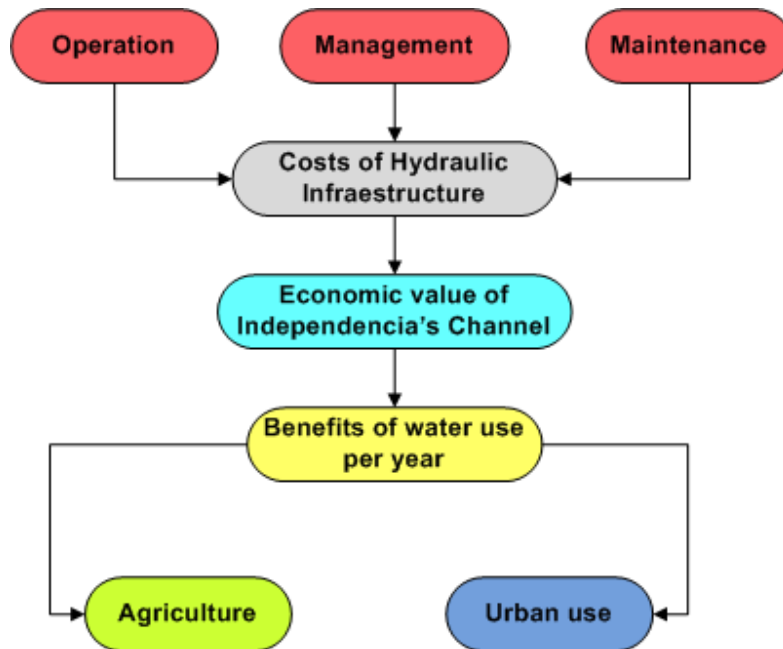 Operation
Management
Maintenance
Costs of Hydraulic
Infraestructure
Economic value of
Independencia's Channel
Benefits of water use
per year
Agriculture
Urban use